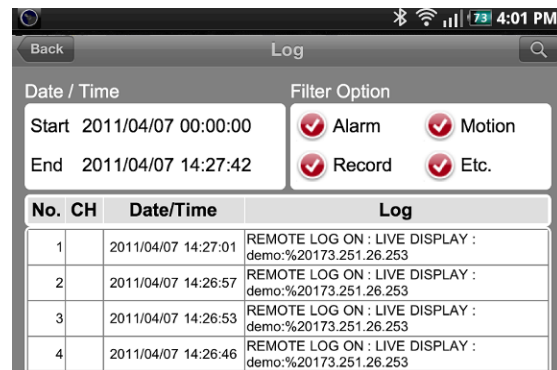 73 4:01 PM
Back Log
Date / Time Filter Option
Start 2011/04/07 00:00:00 Alarm Motion
End 2011/04/07 14:27:42 Record Etc.
No. CH Date/Time Log
1 2011/04/07 14:27:01 REMOTE LOG ON : LIVE DISPLAY :
demo:%20173.251.26.253
2 2011/04/07 14:26:57 REMOTE LOG ON : LIVE DISPLAY :
demo:%20173.251.26.253
3 2011/04/07 14:26:53 REMOTE LOG ON : LIVE DISPLAY :
demo:%20173.251.26.253
4 2011/04/07 14:26:46 REMOTE LOG ON : LIVE DISPLAY :
demo:%20173.251.26.253